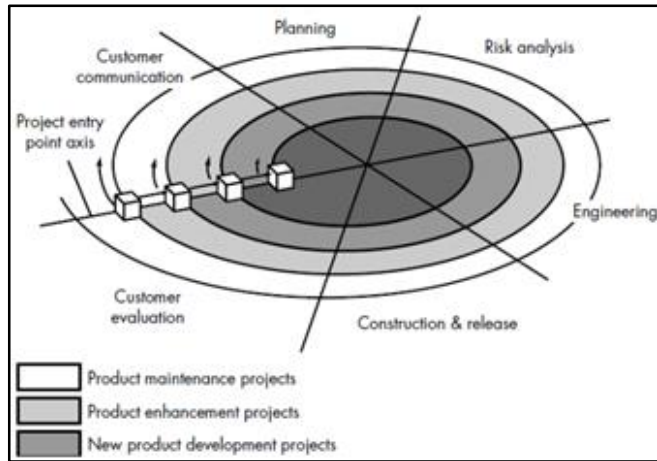 Planning
Risk analysis
Customer
communication
Project entry
point axis
Engineering
Customer
evaluation
Construction & release
Product maintenance projects
Product enhancement projects
New product development projects